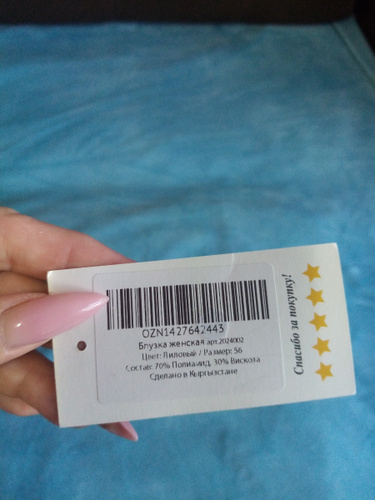 OZN1427642443
Блузка женская арт.2024002
Цвет: Лиловый / Размер: 56
Состав: 70% Полиамид, 30% Вискоза
Сделано в Кыргызстане
Спасибо за покупку!